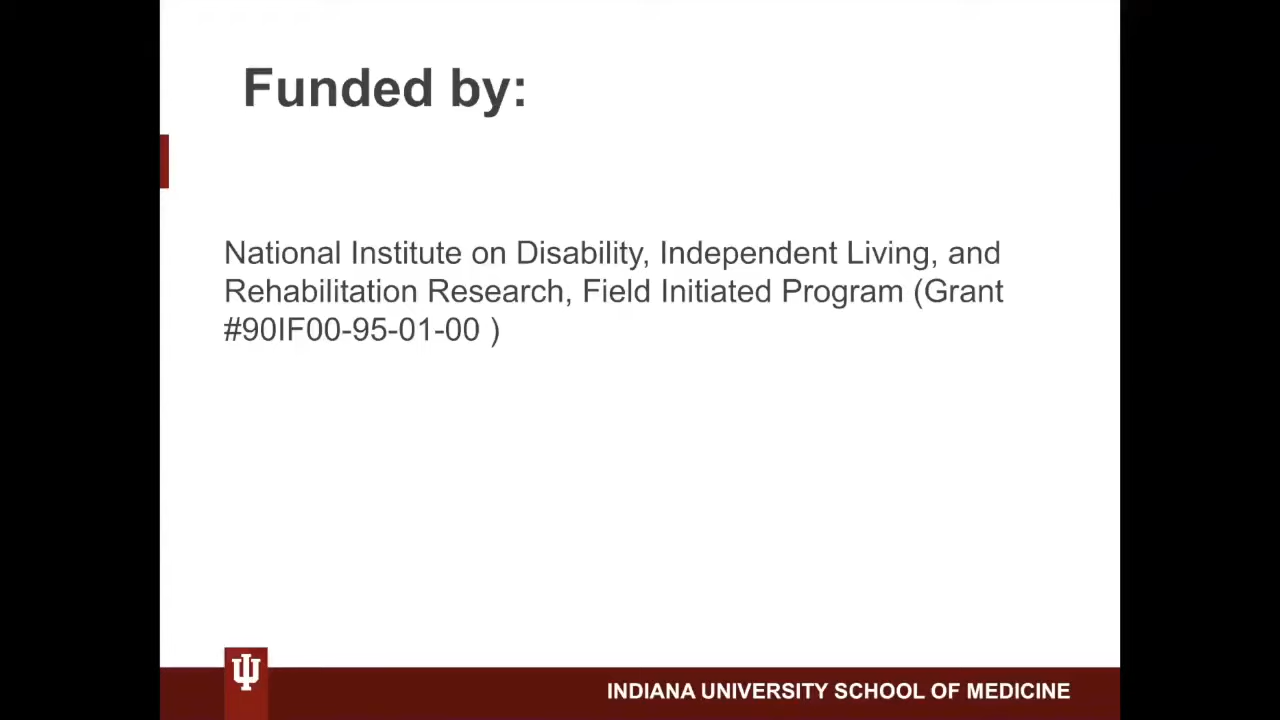 Funded by:
National Institute on Disability, Independent Living, and
Rehabilitation Research, Field Initiated Program (Grant
#90IF00-95-01-00 )
INDIANA UNIVERSITY SCHOOL OF MEDICINE